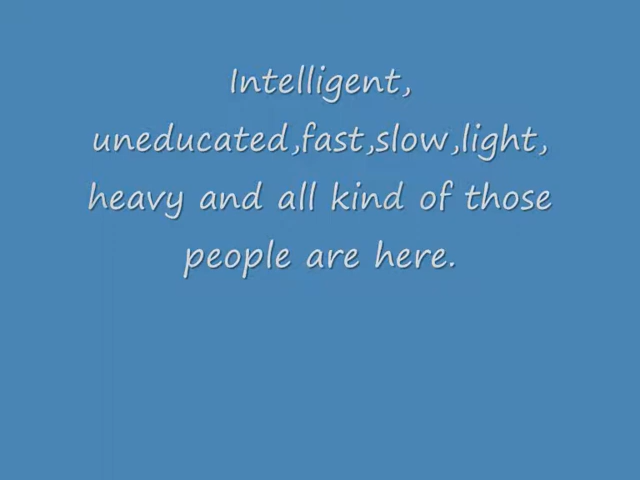 Intelligent,
uneducated,fast,slow,light,
heavy and all kind of those
people are here.